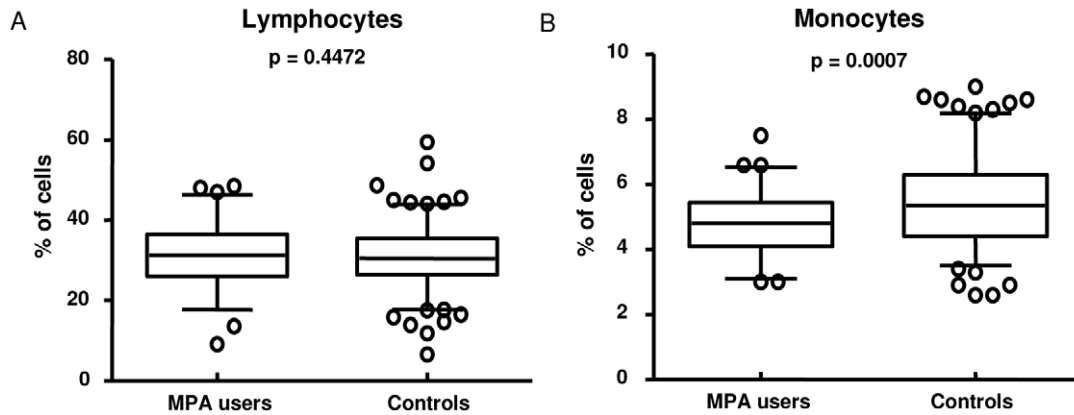 A
Lymphocytes
p = 0.4472
80
60
40
20
0
% of cells
MPA users
Controls
B
Monocytes
p = 0.0007
10
8
6
4
2
0
% of cells
MPA users
Controls